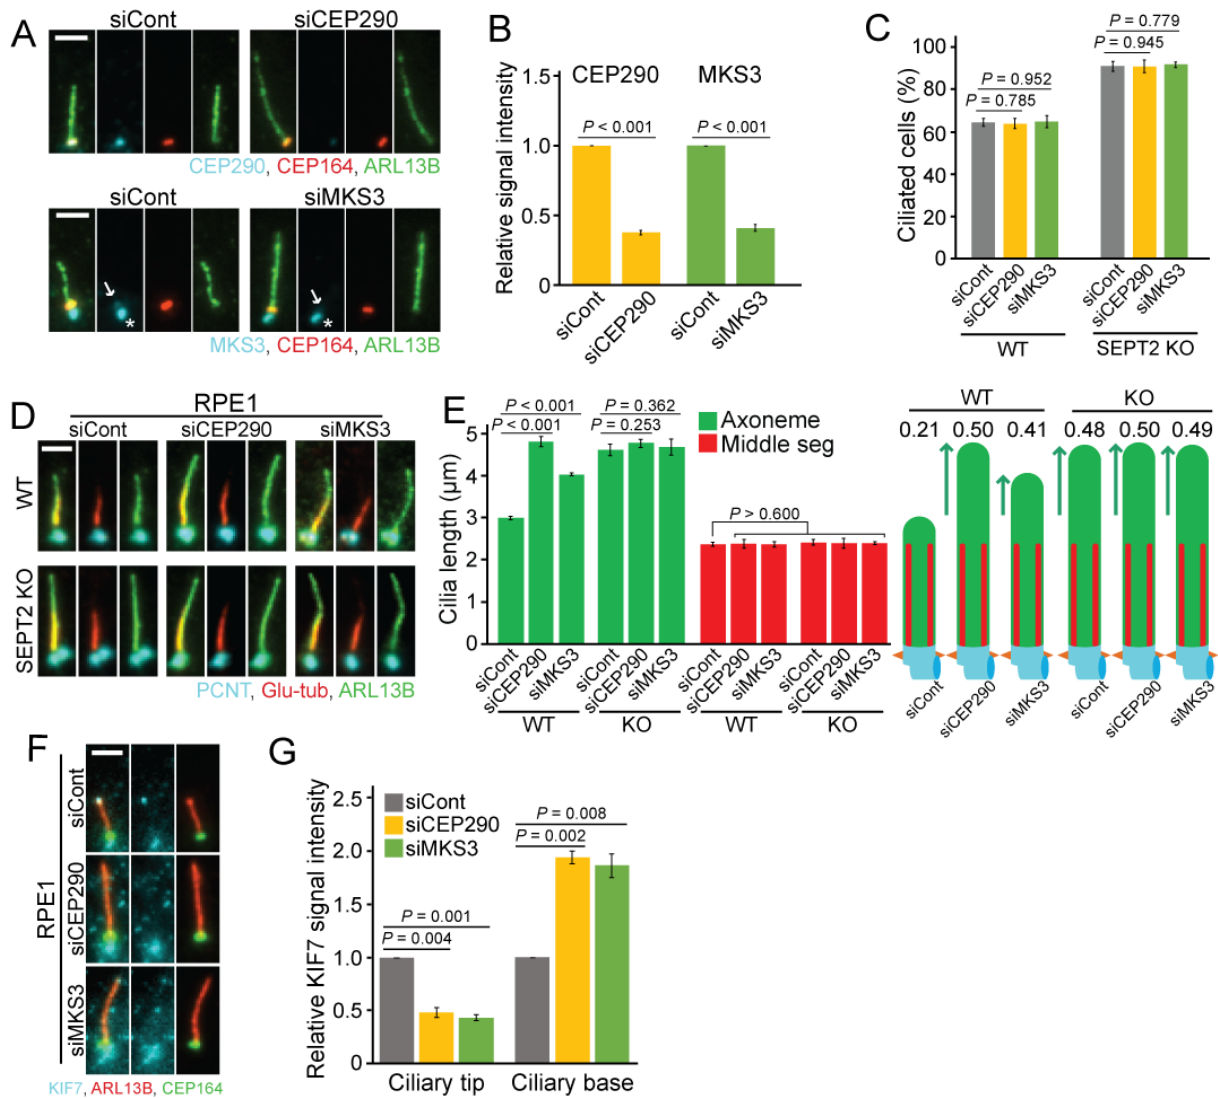 A
siCont
siCEP290
CEP290, CEP164, ARL13B
siCont
siMKS3
*
*
MKS3, CEP164, ARL13B
B
Relative signal intensity
1.5
1.0
0.5
0
CEP290
MKS3
P < 0.001
P < 0.001
siCont
siCEP290
siCont
siMKS3
C
Ciliated cells (%)
100
80
60
40
20
0
P = 0.952
P = 0.785
P = 0.779
P = 0.945
siCont
siCEP290
siMKS3
siCont
siCEP290
siMKS3
WT
SEPT2 KO
D
RPE1
siCont
siCEP290
siMKS3
WT
SEPT2 KO
PCNT, Glu-tub, ARL13B
E
Cilia length (µm)
5
4
3
2
1
0
P < 0.001
P < 0.001
P = 0.362
P = 0.253
Axoneme
Middle seg
P > 0.600
siCont
siCEP290
siMKS3
siCont
siCEP290
siMKS3
siCont
siCEP290
siMKS3
siCont
siCEP290
siMKS3
WT
KO
WT
KO
WT
KO
0.21 0.50 0.41 0.48 0.50 0.49
siCont
siCEP290
siMKS3
siCont
siCEP290
siMKS3
F
RPE1
siCont
siCEP290
siMKS3
KIF7, ARL13B, CEP164
G
Relative KIF7 signal intensity
2.5
2.0
1.5
1.0
0.5
0
siCont
siCEP290
siMKS3
P = 0.001
P = 0.004
P = 0.008
P = 0.002
Ciliary tip
Ciliary base